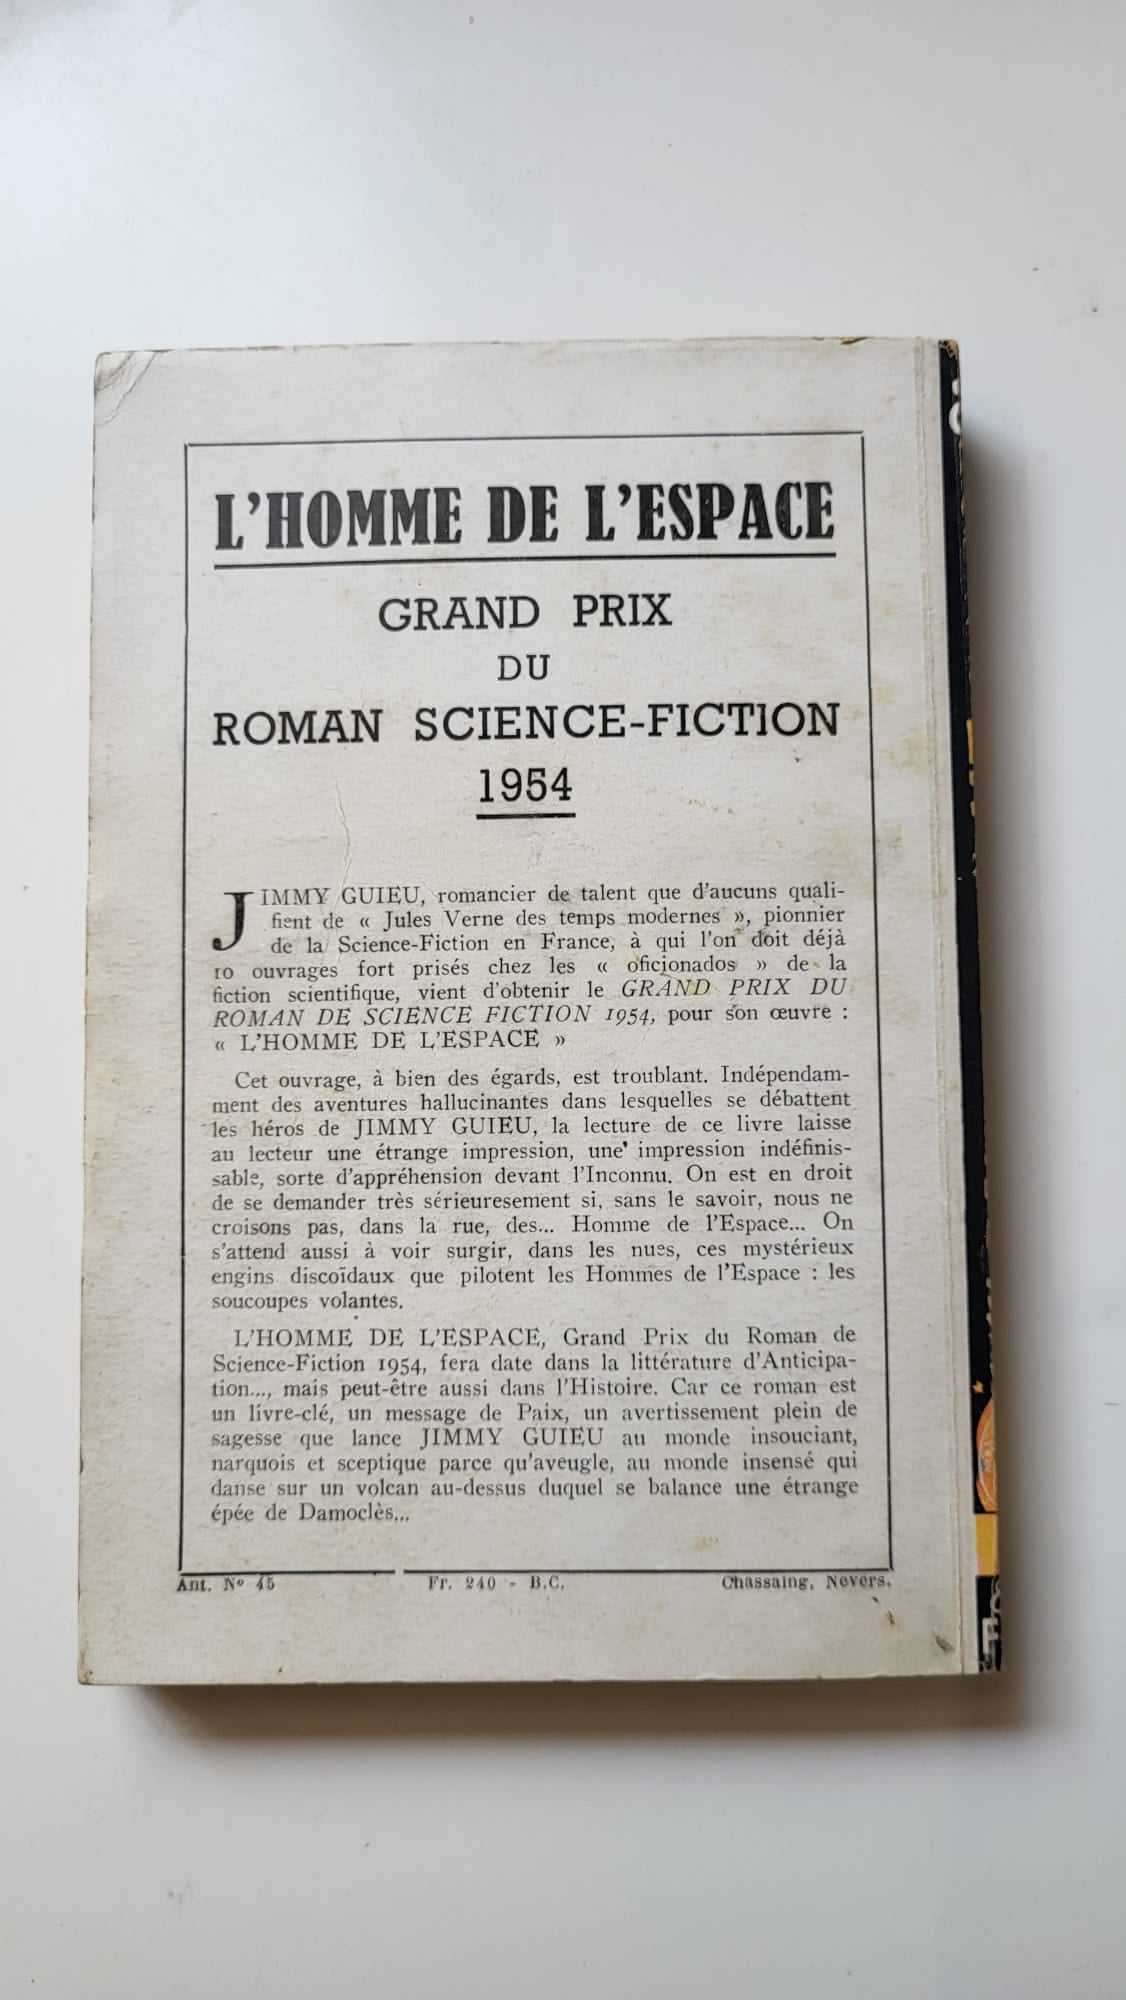 L'HOMME DE L'ESPACE
GRAND PRIX
DU
ROMAN SCIENCE-FICTION
1954
JIMMY GUIEU, romancier de talent que d'aucuns quali-
fient de « Jules Verne des temps modernes », pionnier
de la Science-Fiction en France, à qui l'on doit déjà
10 ouvrages fort prisés chez les « oficionados » de la
fiction scientifique, vient d'obtenir le GRAND PRIX DU
ROMAN DE SCIENCE FICTION 1954, pour son œuvre :
« L'HOMME DE L'ESPACE »
Cet ouvrage, à bien des égards, est troublant. Indépendam-
ment des aventures hallucinantes dans lesquelles se débattent
les héros de JIMMY GUIEU, la lecture de ce livre laisse
au lecteur une étrange impression, une impression indéfinis-
sable, sorte d'appréhension devant l'Inconnu. On est en droit
de se demander très sérieuresement si, sans le savoir, nous ne
croisons pas, dans la rue, des... Homme de l'Espace... On
s'attend aussi à voir surgir, dans les nues, ces mystérieux
engins discoïdaux que pilotent les Hommes de l'Espace : les
soucoupes volantes.
L'HOMME DE L'ESPACE, Grand Prix du Roman de
Science-Fiction 1954, fera date dans la littérature d'Anticipa-
tion..., mais peut-être aussi dans l'Histoire. Car ce roman est
un livre-clé, un message de Paix, un avertissement plein de
sagesse que lance JIMMY GUIEU au monde insouciant,
narquois et sceptique parce qu'aveugle, au monde insensé qui
danse sur un volcan au-dessus duquel se balance une étrange
épée de Damoclès...
Ant. Nº 45 Fr. 240 - B.C. Chassaing, Nevers.